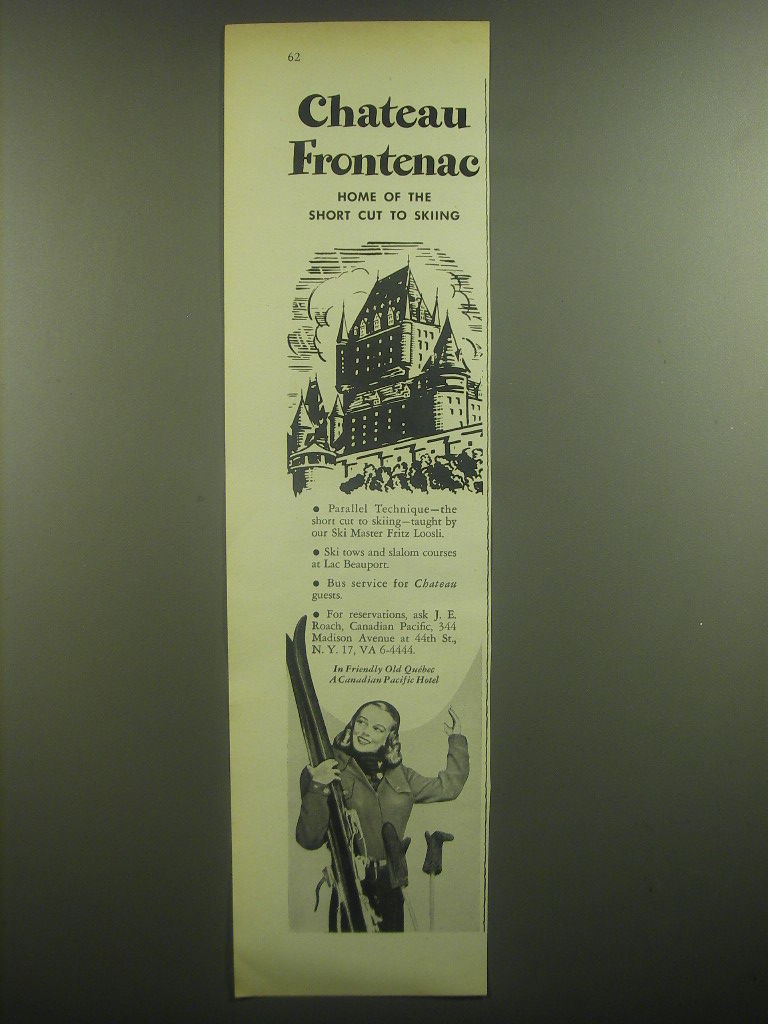 62
Chateau
Frontenac
HOME OF THE
SHORT CUT TO SKIING
● Parallel Technique—the
short cut to skiing—taught by
our Ski Master Fritz Loosli.
● Ski tows and slalom courses
at Lac Beauport.
● Bus service for Chateau
guests.
● For reservations, ask J. E.
Roach, Canadian Pacific, 344
Madison Avenue at 44th St.,
N. Y. 17, VA 6-4444.
In Friendly Old Québec
A Canadian Pacific Hotel